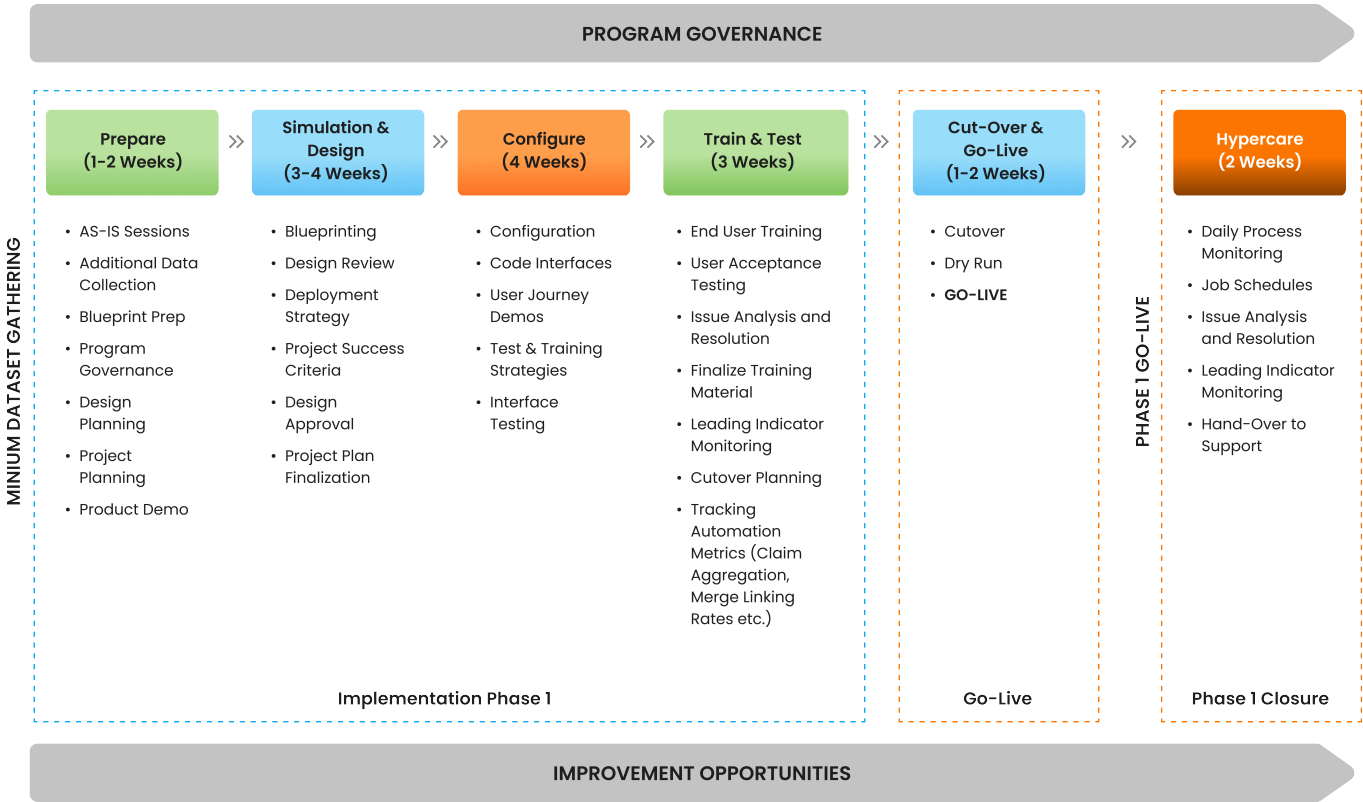 PROGRAM GOVERNANCE
MINIUM DATASET GATHERING
Prepare
(1-2 Weeks)
• AS-IS Sessions
• Additional Data
Collection
• Blueprint Prep
• Program
Governance
• Design
Planning
• Project
Planning
• Product Demo
Simulation &
Design
(3-4 Weeks)
• Blueprinting
• Design Review
• Deployment
Strategy
• Project Success
Criteria
• Design
Approval
• Project Plan
Finalization
Configure
(4 Weeks)
• Configuration
• Code Interfaces
• User Journey
Demos
• Test & Training
Strategies
• Interface
Testing
Train & Test
(3 Weeks)
• End User Training
• User Acceptance
Testing
• Issue Analysis and
Resolution
• Finalize Training
Material
• Leading Indicator
Monitoring
• Cutover Planning
• Tracking
Automation
Metrics (Claim
Aggregation,
Merge Linking
Rates etc.)
Implementation Phase 1
Cut-Over &
Go-Live
(1-2 Weeks)
• Cutover
• Dry Run
• GO-LIVE
Go-Live
PHASE 1 GO-LIVE
Hypercare
(2 Weeks)
• Daily Process
Monitoring
• Job Schedules
• Issue Analysis
and Resolution
• Leading Indicator
Monitoring
• Hand-Over to
Support
Phase 1 Closure
IMPROVEMENT OPPORTUNITIES